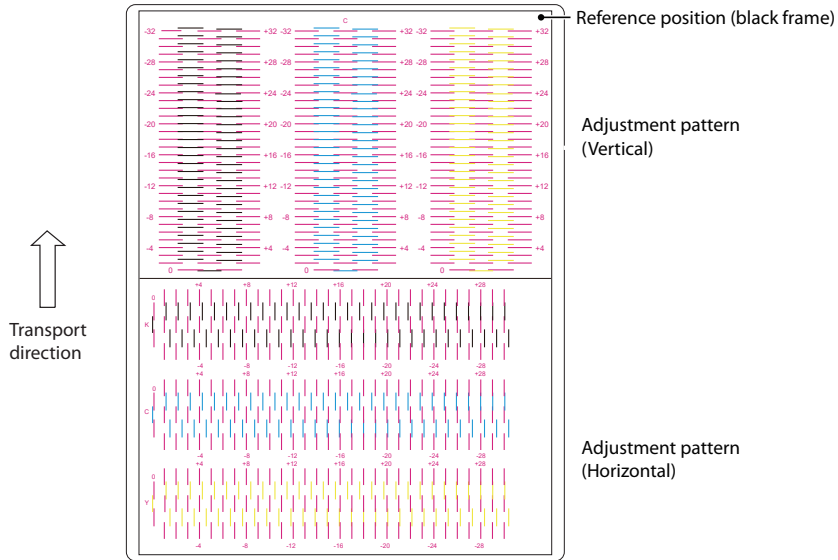 C
Reference position (black frame)
-32 +32 -32 +32 -32 +32
-28 +28 -28 +28 -28 +28
-24 +24 -24 +24 -24 +24
-20 +20 -20 +20 -20 +20
-16 +16 -16 +16 -16 +16
-12 +12 -12 +12 -12 +12
-8 +8 -8 +8 -8 +8
-4 +4 -4 +4 -4 +4
0 0 0
Adjustment pattern
(Vertical)
Transport
direction
+4 +8 +12 +16 +20 +24 +28
0
K
-4 -8 -12 -16 -20 -24 -28
+4 +8 +12 +16 +20 +24 +28
0
C
-4 -8 -12 -16 -20 -24 -28
+4 +8 +12 +16 +20 +24 +28
0
Y
-4 -8 -12 -16 -20 -24 -28
Adjustment pattern
(Horizontal)